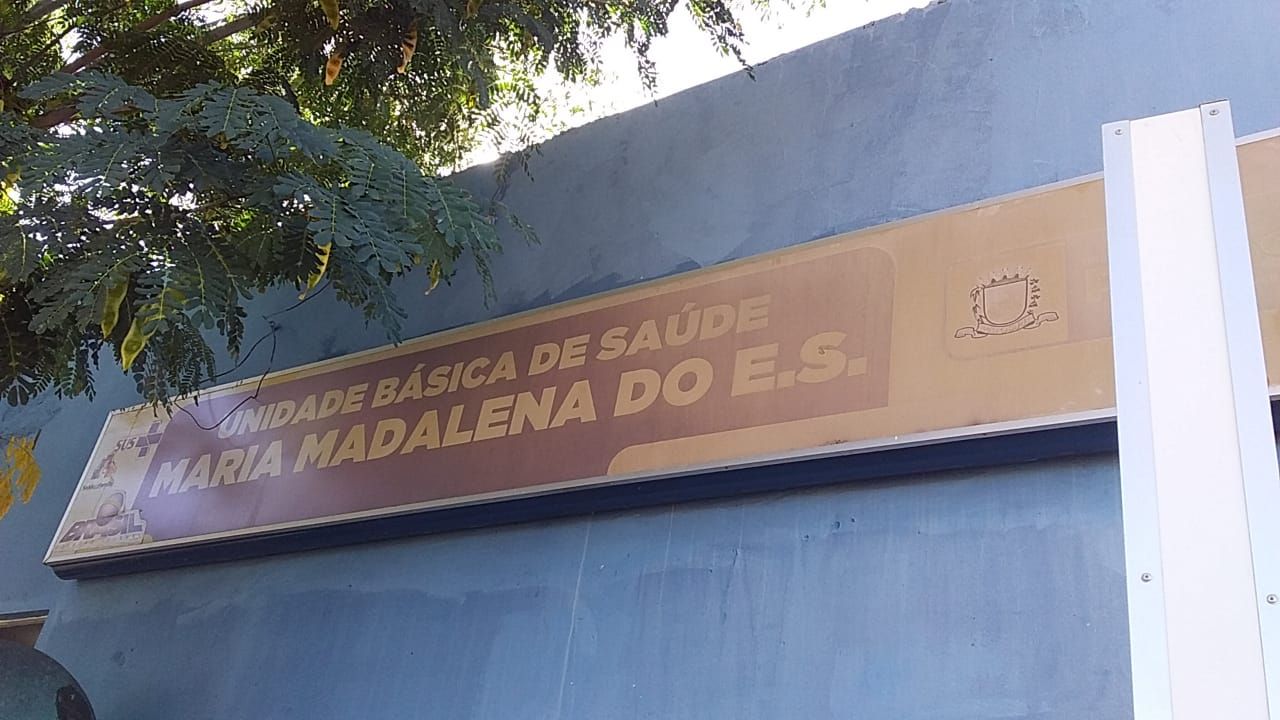 UNIDADE BÁSICA DE SAÚDE
MARIA MADALENA DO E.S.
SUS
BRASIL